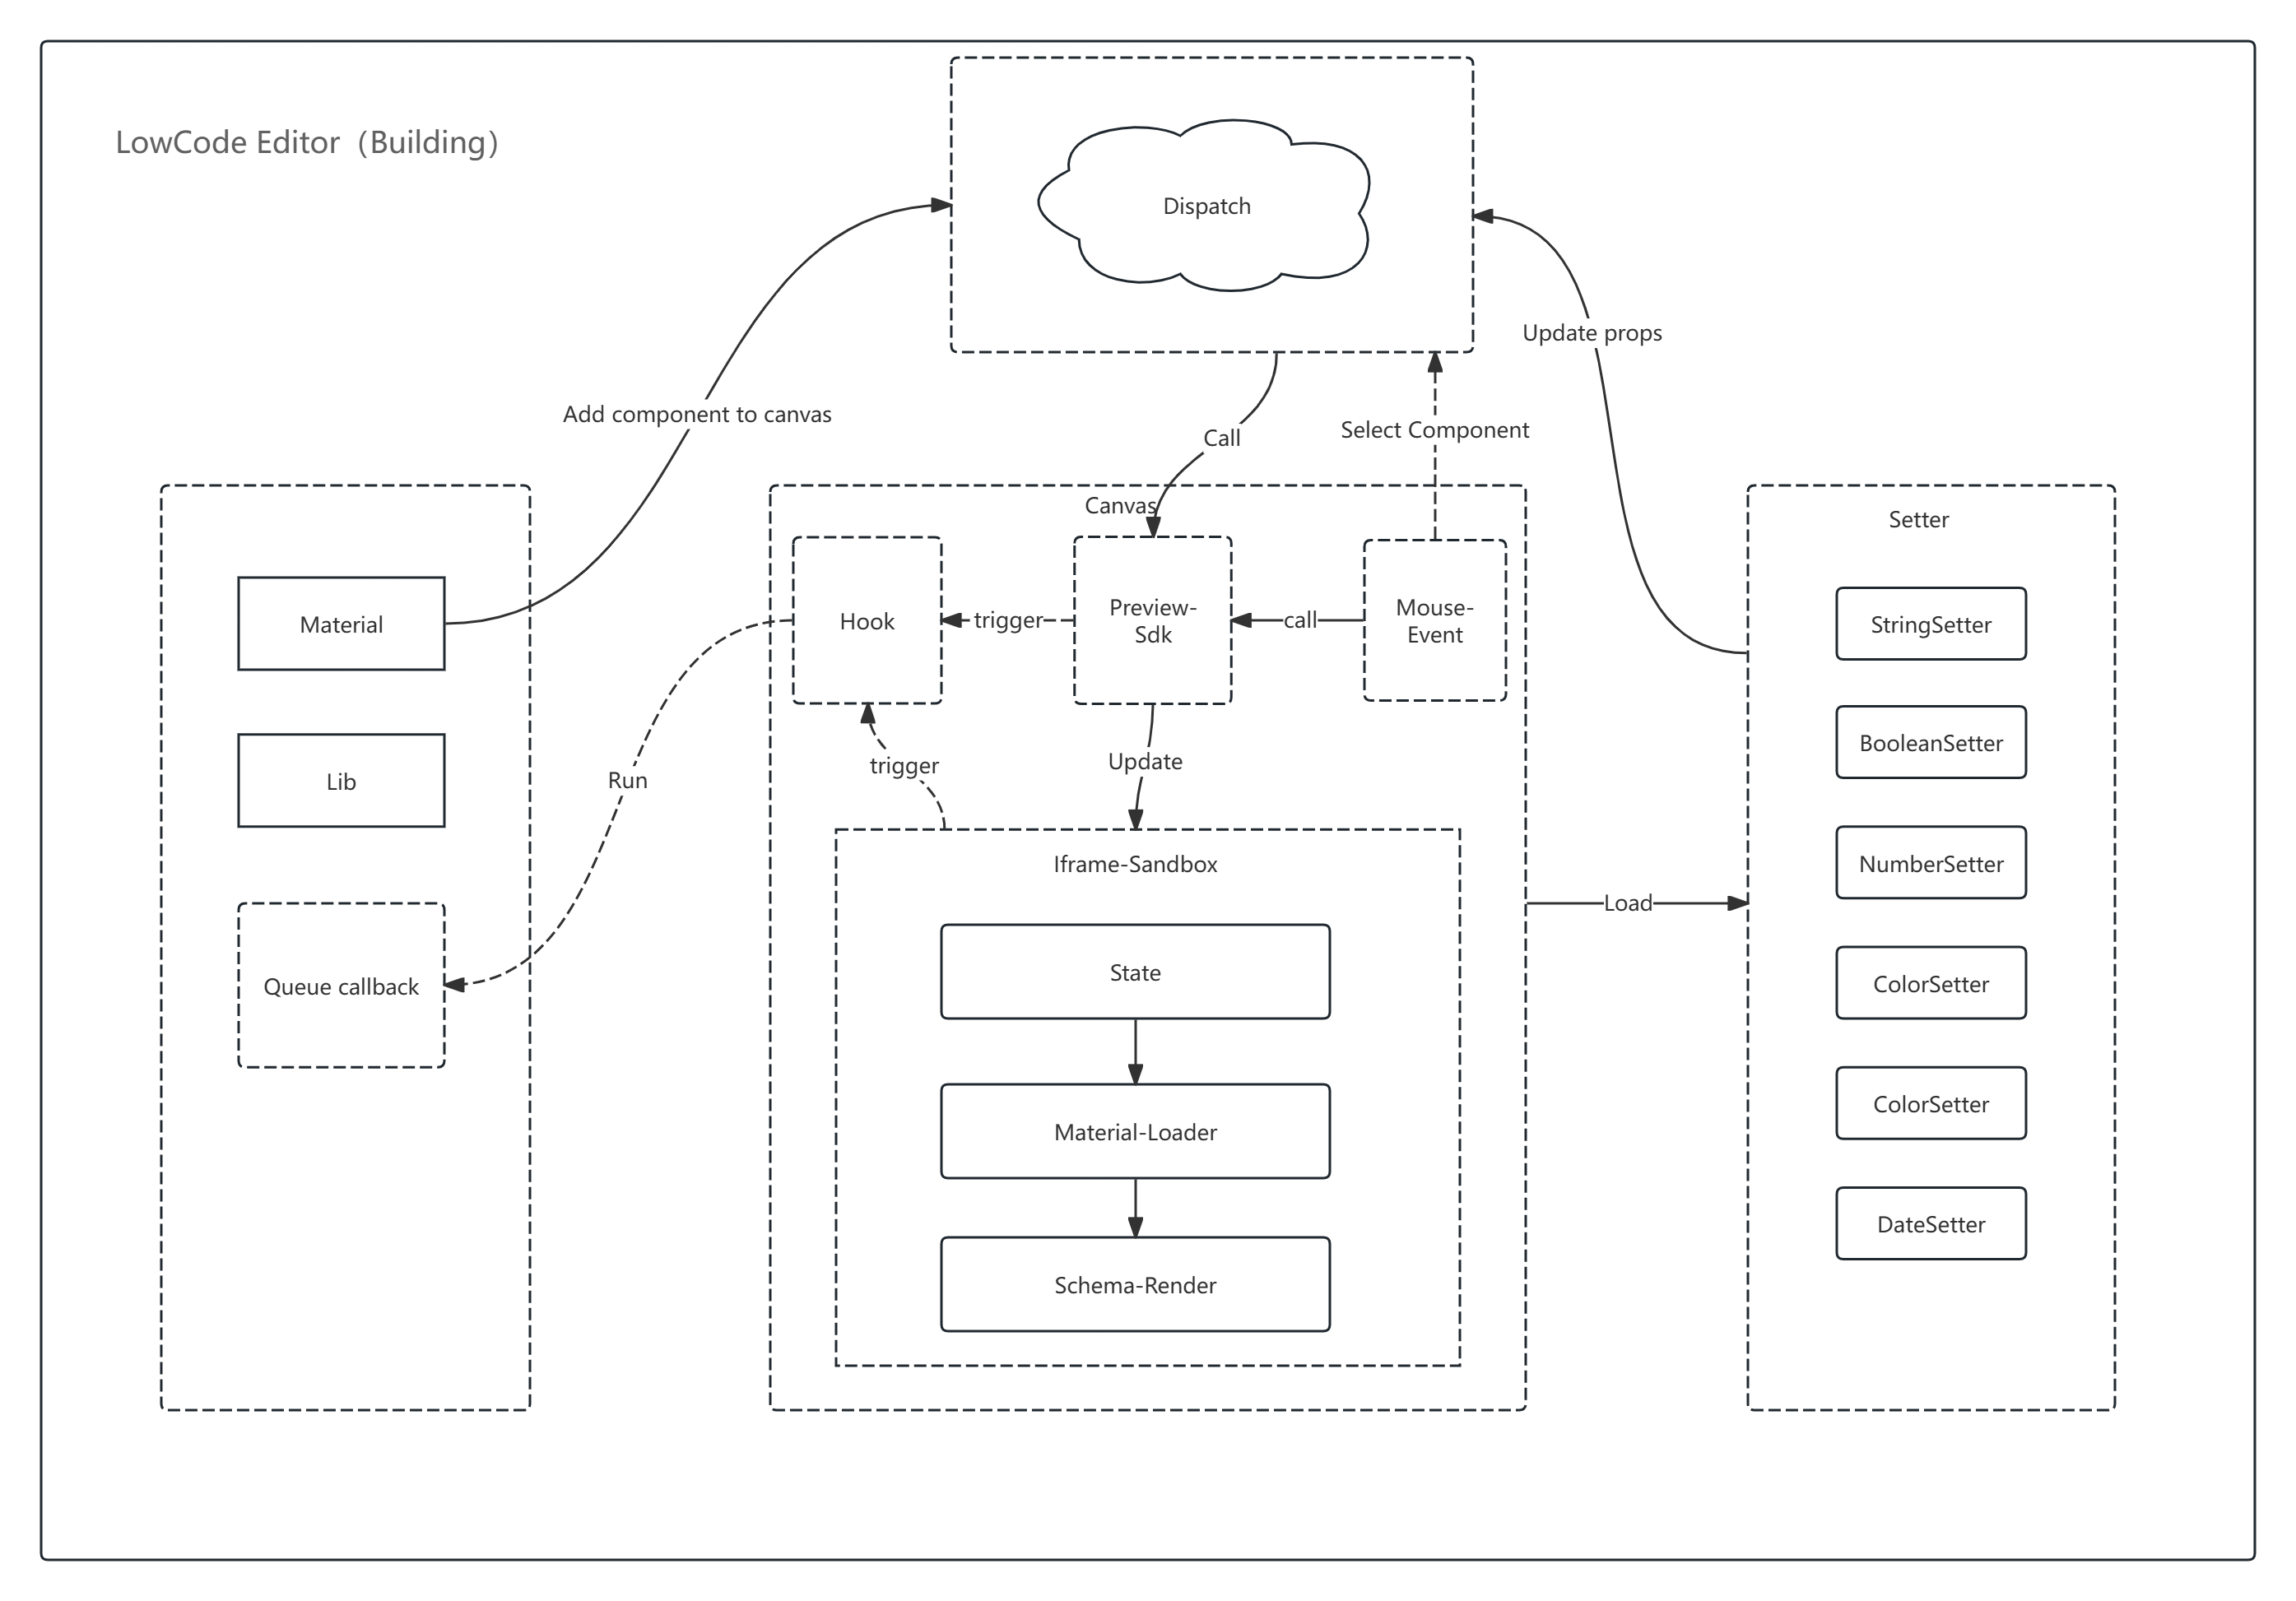 LowCode Editor（Building）
Dispatch
Update props
Add component to canvas
Call
Select Component
Canvas
Setter
Material
Hook
trigger
Preview-
Sdk
call
Mouse-
Event
StringSetter
BooleanSetter
Lib
Run
trigger
Update
Iframe-Sandbox
NumberSetter
Load
Queue callback
State
ColorSetter
Material-Loader
ColorSetter
Schema-Render
DateSetter